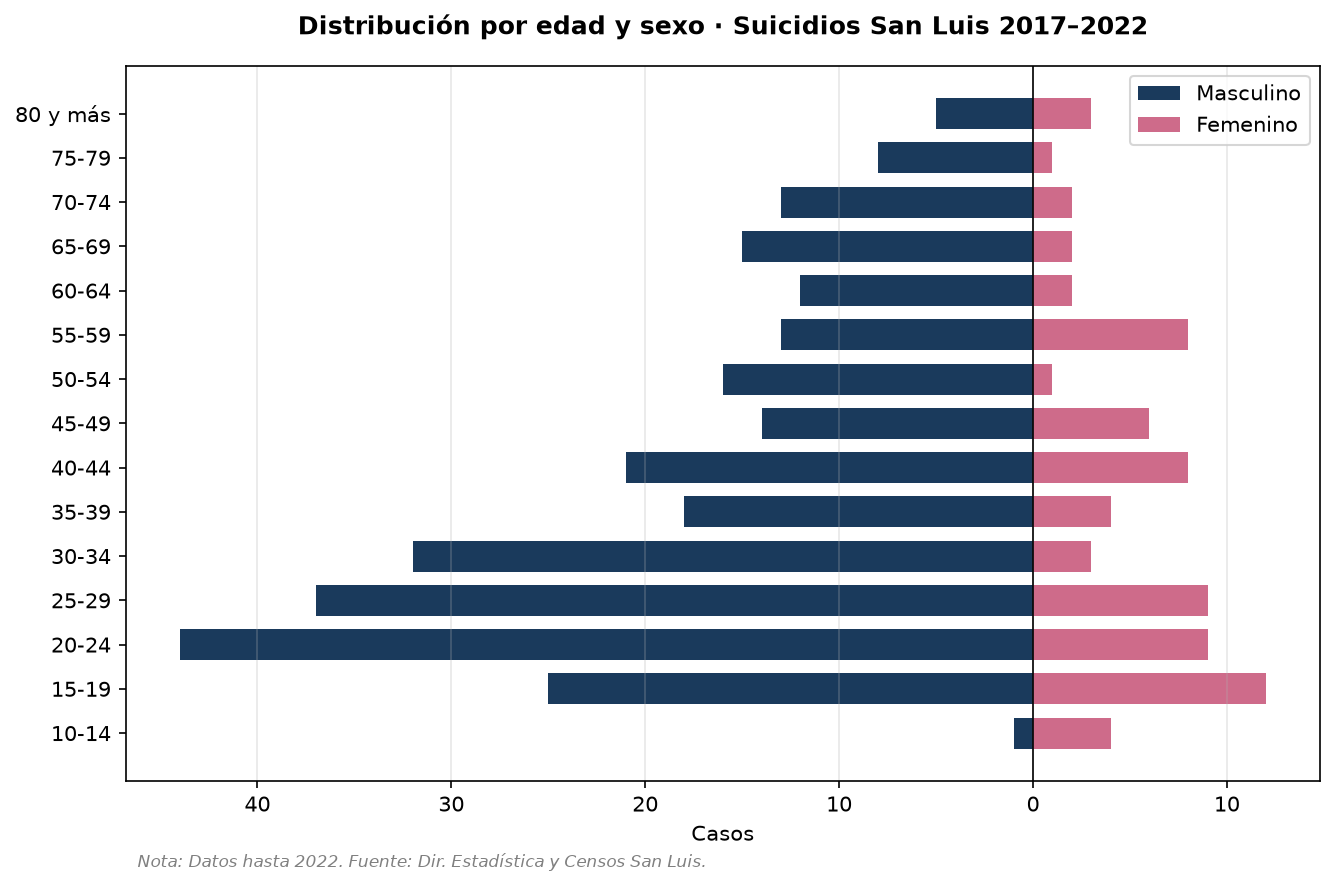 Distribución por edad y sexo · Suicidios San Luis 2017–2022
Masculino
Femenino
80 y más
75-79
70-74
65-69
60-64
55-59
50-54
45-49
40-44
35-39
30-34
25-29
20-24
15-19
10-14
40 30 20 10 0 10
Casos
Nota: Datos hasta 2022. Fuente: Dir. Estadística y Censos San Luis.